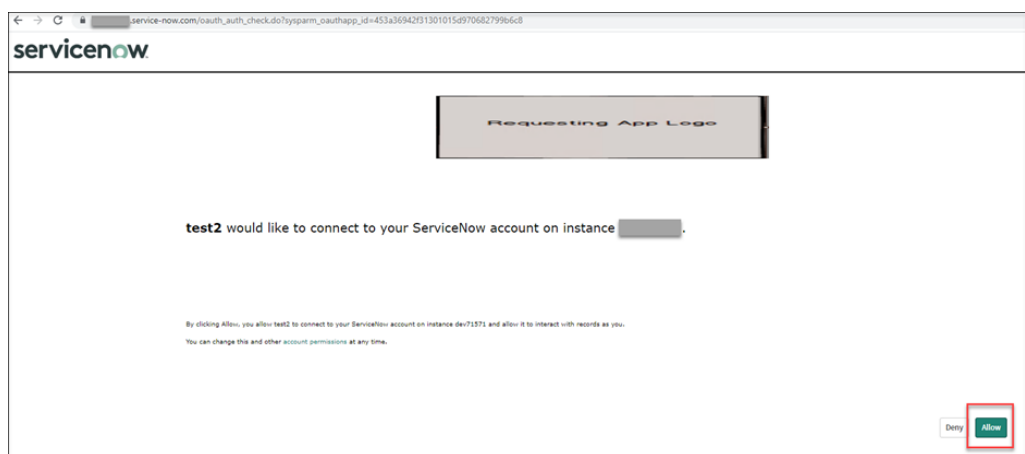 .service-now.com/oauth_auth_check.do?sysparm_oauthapp_id=453a36942f31301015d970682799b6c8
servicenow
Requesting App Logo
test2 would like to connect to your ServiceNow account on instance .
By clicking Allow, you allow test2 to connect to your ServiceNow account on instance dev71571 and allow it to interact with records as you.
You can change this and other account permissions at any time.
Deny Allow